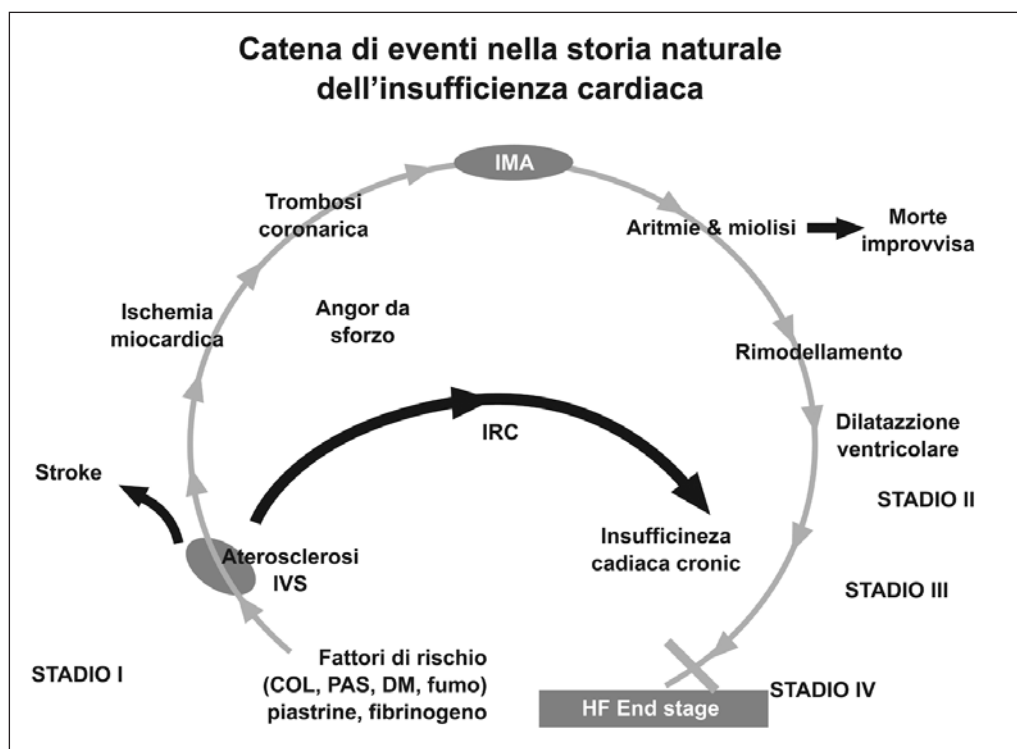 Catena di eventi nella storia naturale
dell'insufficienza cardiaca
IMA
Trombosi
coronarica
Aritmie & miolisi
Morte
improvvisa
Ischemia
miocardica
Angor da
sforzo
Rimodellamento
IRC
Dilatazzione
ventricolare
Stroke
STADIO II
Aterosclerosi
IVS
Insufficineza
cadiaca cronic
STADIO III
STADIO I
Fattori di rischio
(COL, PAS, DM, fumo)
piastrine, fibrinogeno
HF End stage
STADIO IV